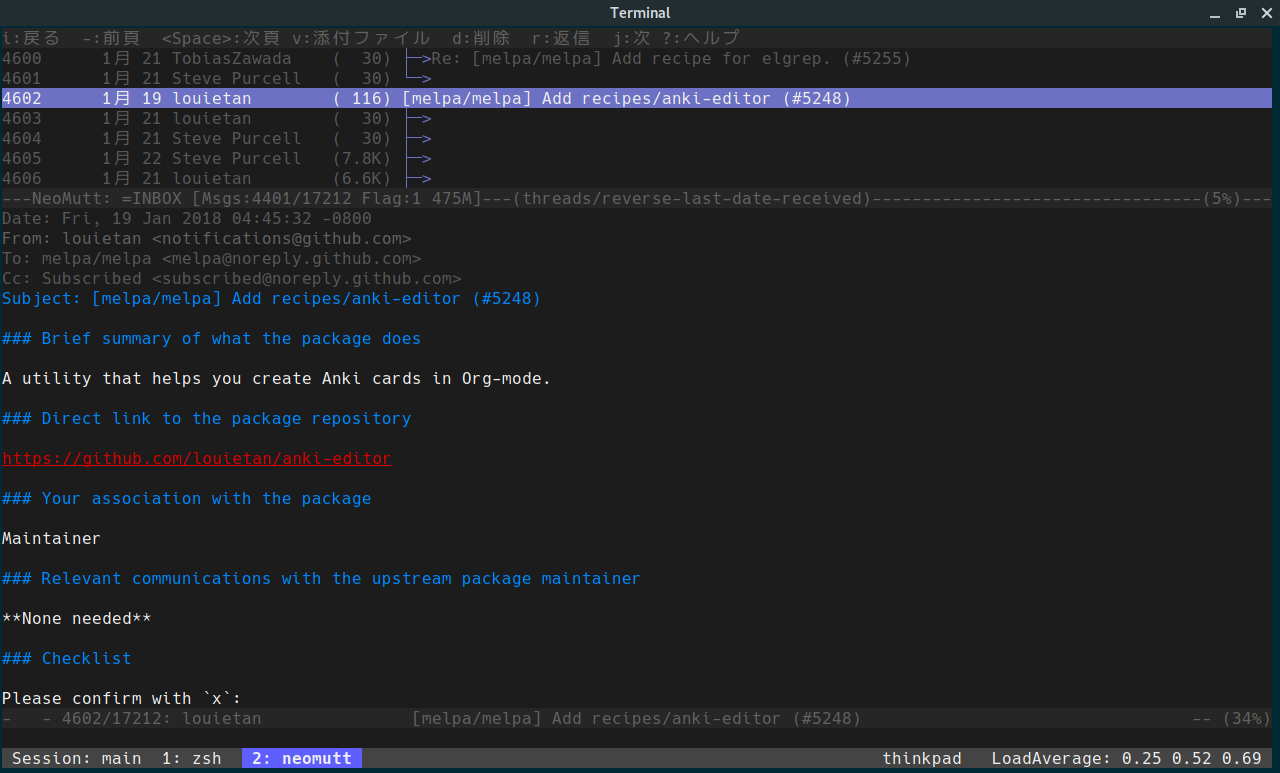 Terminal
i:戻る  -:前頁  <Space>:次頁 v:添付ファイル  d:削除  r:返信  j:次 ?:ヘルプ
4600      1月 21 TobiasZawada    (  30) ├─>Re: [melpa/melpa] Add recipe for elgrep. (#5255)
4601      1月 21 Steve Purcell   (  30) └─>
4602      1月 19 louietan        ( 116) [melpa/melpa] Add recipes/anki-editor (#5248)
4603      1月 21 louietan        (  30) ├─>
4604      1月 21 Steve Purcell   (  30) ├─>
4605      1月 22 Steve Purcell   (7.8K) ├─>
4606      1月 21 louietan        (6.6K) ├─>
---NeoMutt: =INBOX [Msgs:4401/17212 Flag:1 475M]---(threads/reverse-last-date-received)---------------------------------(5%)---
Date: Fri, 19 Jan 2018 04:45:32 -0800
From: louietan <notifications@github.com>
To: melpa/melpa <melpa@noreply.github.com>
Cc: Subscribed <subscribed@noreply.github.com>
Subject: [melpa/melpa] Add recipes/anki-editor (#5248)
### Brief summary of what the package does
A utility that helps you create Anki cards in Org-mode.
### Direct link to the package repository
https://github.com/louietan/anki-editor
### Your association with the package
Maintainer
### Relevant communications with the upstream package maintainer
**None needed**
### Checklist
Please confirm with `x`:
-   - 4602/17212: louietan               [melpa/melpa] Add recipes/anki-editor (#5248)                                 -- (34%)
Session: main  1: zsh  2: neomutt  thinkpad  LoadAverage: 0.25 0.52 0.69